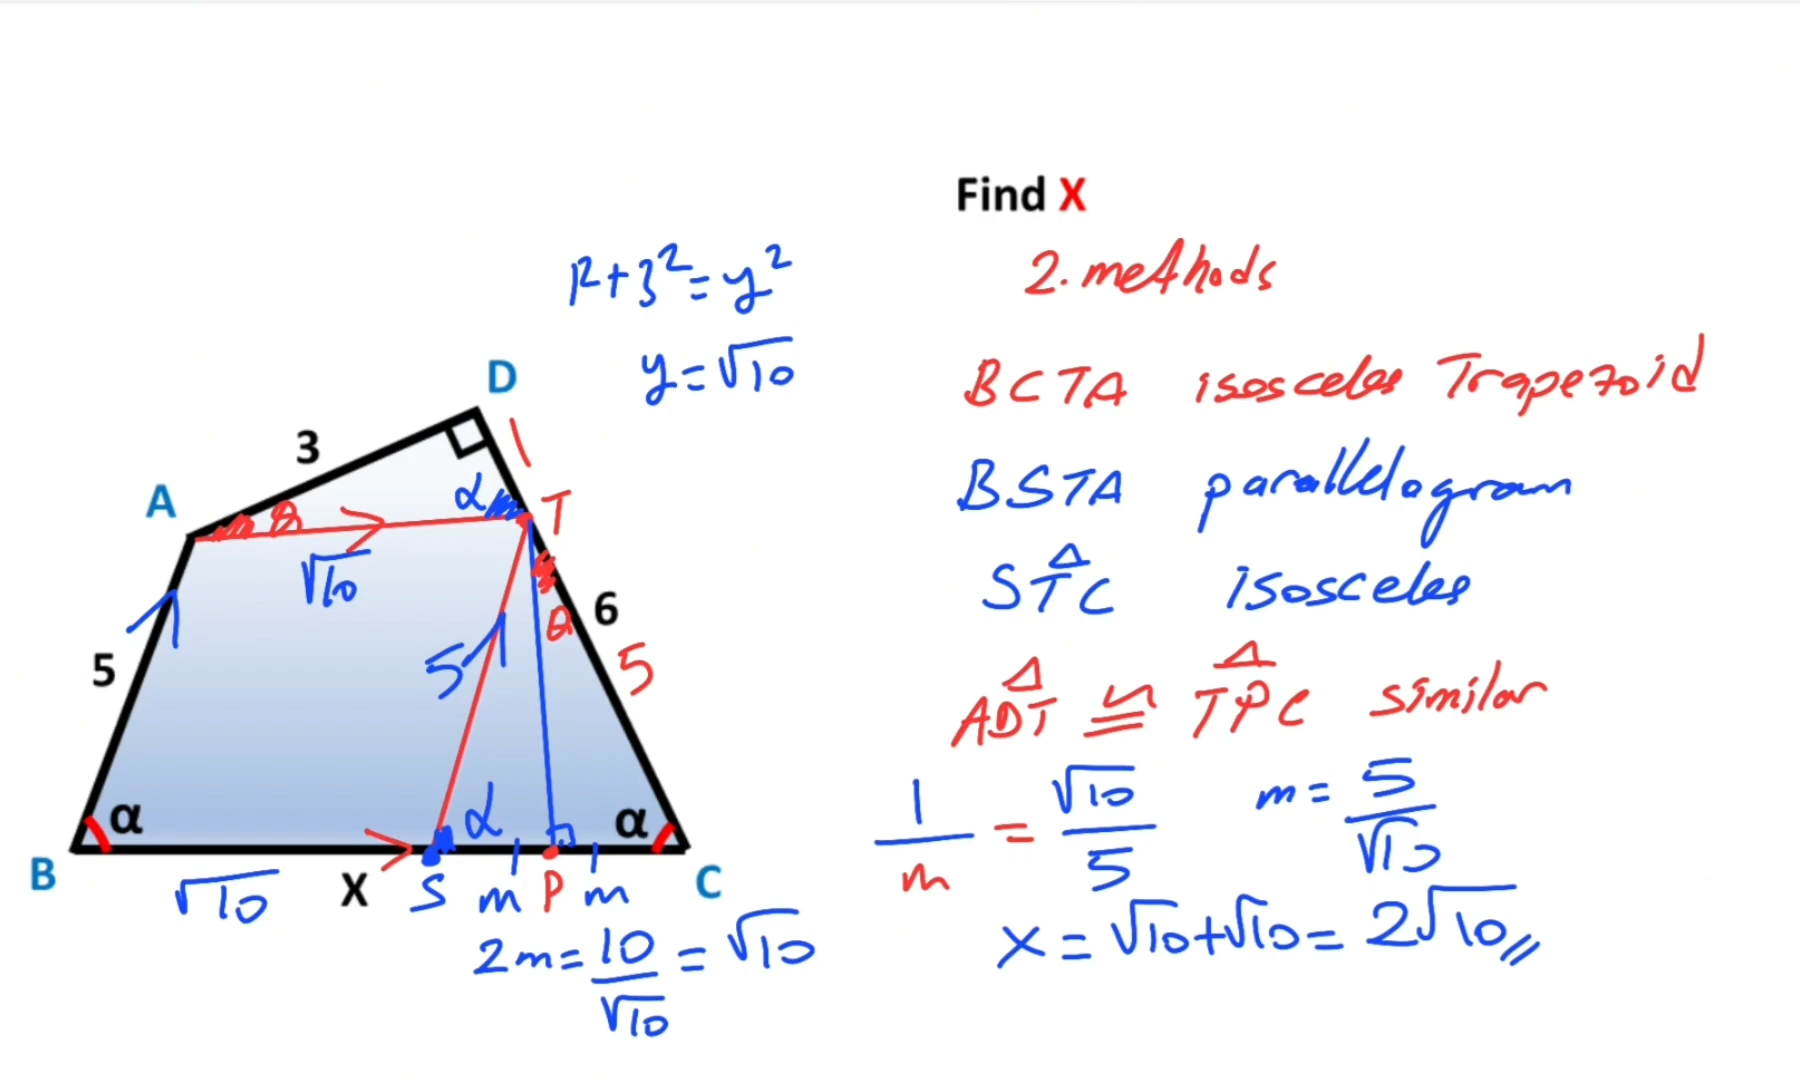 Find X
2. methods
1²+3²=y²
y=√10
BCTA isosceles Trapezoid
BSTA parallelogram
STC isosceles
ADT ≅ TPC similar
1/m = √10/5
m = 5/√10
x = √10+√10 = 2√10
D
1
3
A
θ
α
T
√10
θ
6
5
5
5
α
α
α
B
√10
X
S
m
P
m
C
2m = 10/√10 = √10